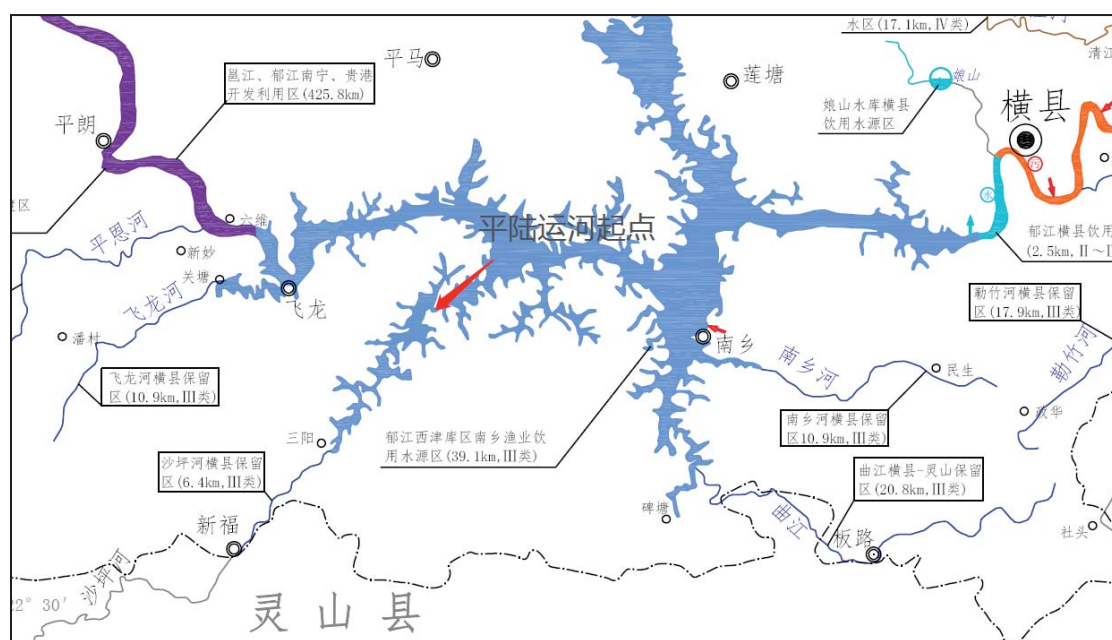 水区(17.1km,Ⅳ类)
清江
平马
莲塘
娘山
邕江、郁江南宁、贵港
开发利用区(425.8km)
娘山水库横县
饮用水源区
横县
西
平朗
六维
平陆运河起点
水
郁江横县饮用
(2.5km,Ⅱ～Ⅱ
平恩河
新妙
关塘
飞龙
飞龙河
勒竹河横县保留
区(17.9km,Ⅲ类)
潘村
南乡
南乡河
民生
勒竹河
飞龙河横县保留
区(10.9km,Ⅲ类)
政华
南乡河横县保留
区10.9km,Ⅲ类)
三阳
郁江西津库区南乡渔业饮
用水源区(39.1km,Ⅲ类)
沙坪河横县保留
区(6.4km,Ⅲ类)
曲江横县-灵山保留
区(20.8km,Ⅲ类)
碑塘
曲江
新福
板路
社头
沙坪河
2° 30′
灵山县